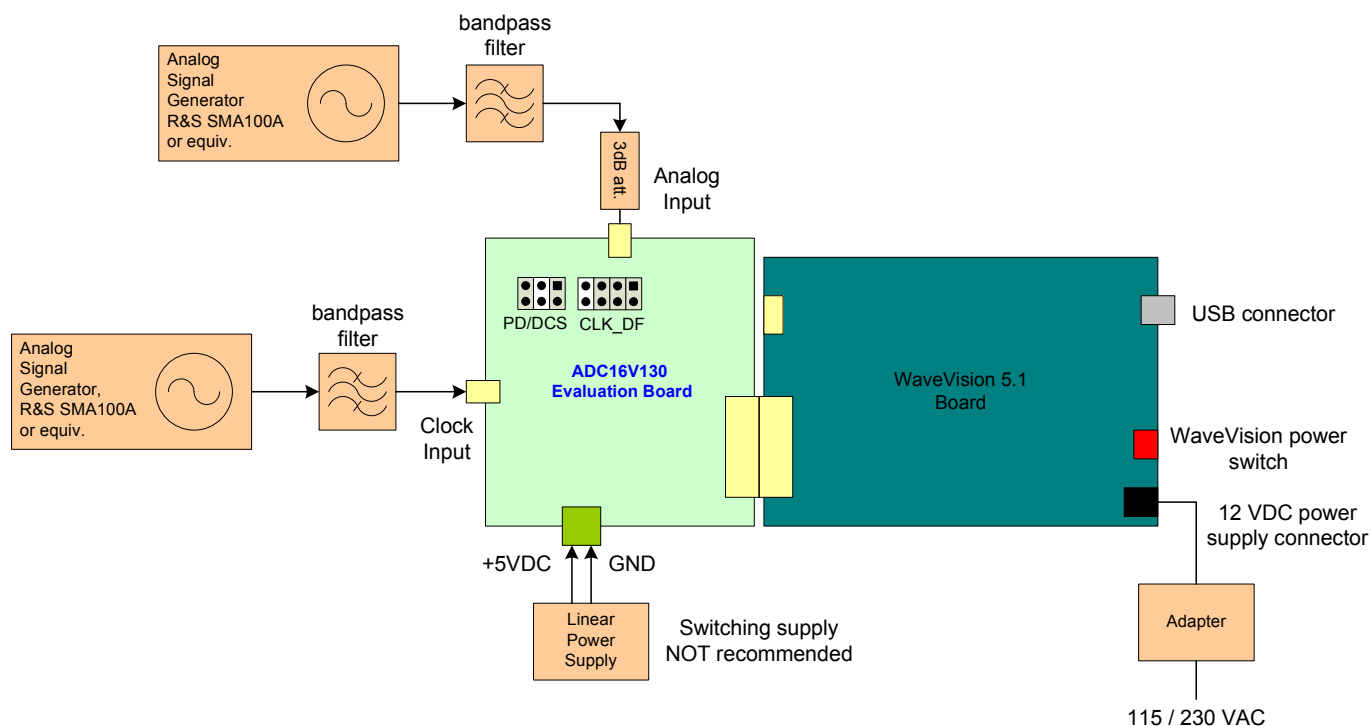 bandpass
filter
Analog
Signal
Generator
R&S SMA100A
or equiv.
3dB att.
Analog
Input
bandpass
filter
Analog
Signal
Generator,
R&S SMA100A
or equiv.
Clock
Input
PD/DCS
CLK_DF
ADC16V130
Evaluation Board
WaveVision 5.1
Board
USB connector
WaveVision power
switch
12 VDC power
supply connector
+5VDC
GND
Linear
Power
Supply
Switching supply
NOT recommended
Adapter
115 / 230 VAC